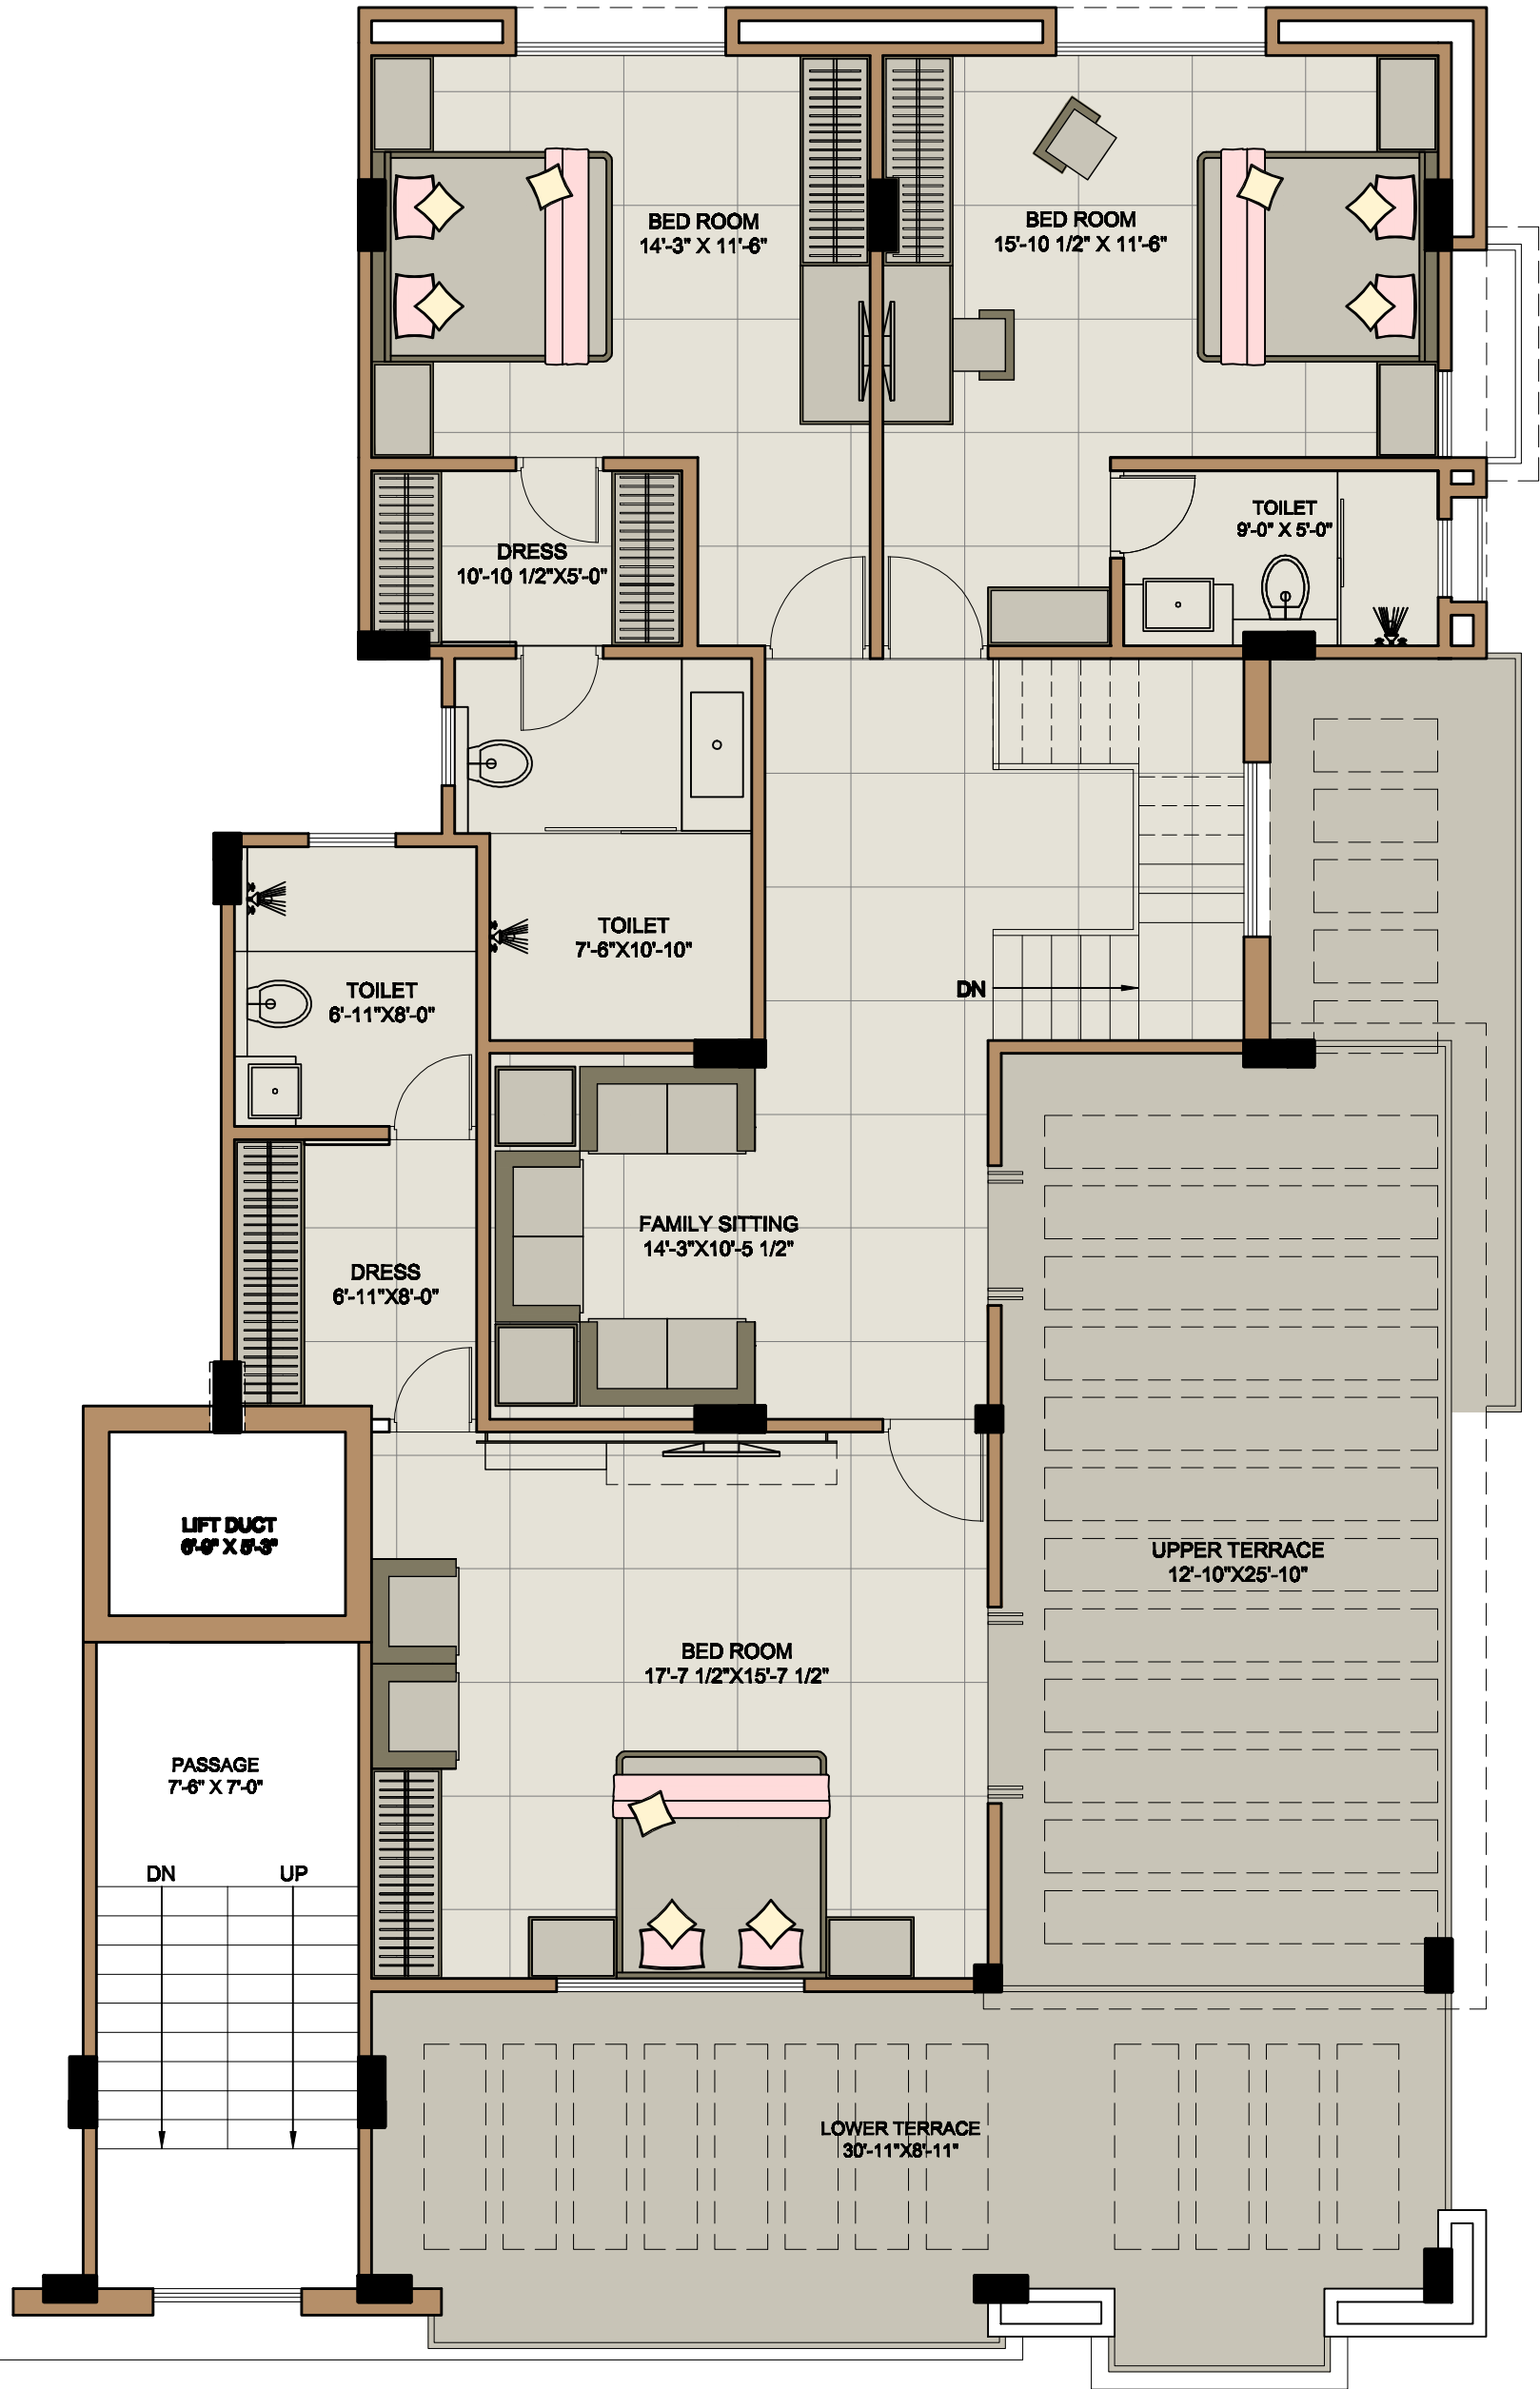 BED ROOM
14'-3" X 11'-6"
BED ROOM
15'-10 1/2" X 11'-6"
TOILET
9'-0" X 5'-0"
DRESS
10'-10 1/2"X5'-0"
TOILET
7'-6"X10'-10"
TOILET
6'-11"X8'-0"
DN
FAMILY SITTING
14'-3"X10'-5 1/2"
DRESS
6'-11"X8'-0"
LIFT DUCT
6'-9" X 5'-3"
UPPER TERRACE
12'-10"X25'-10"
BED ROOM
17'-7 1/2"X15'-7 1/2"
PASSAGE
7'-6" X 7'-0"
DN
UP
LOWER TERRACE
30'-11"X8'-11"